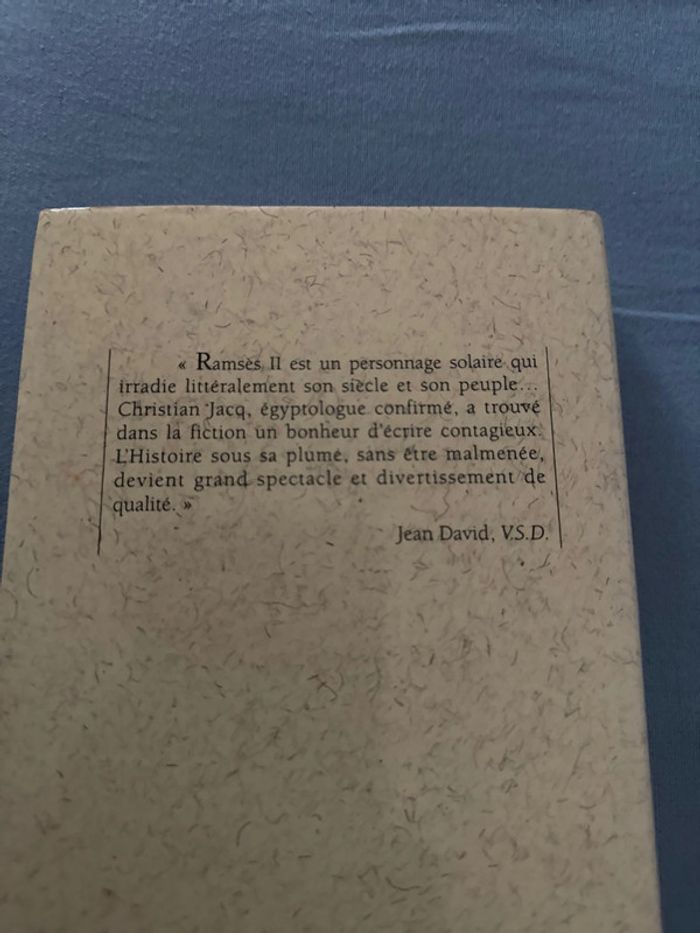 « Ramsès II est un personnage solaire qui
irradie littéralement son siècle et son peuple...
Christian Jacq, égyptologue confirmé, a trouvé
dans la fiction un bonheur d'écrire contagieux.
L'Histoire sous sa plume, sans être malmenée,
devient grand spectacle et divertissement de
qualité. »
Jean David, V.S.D.